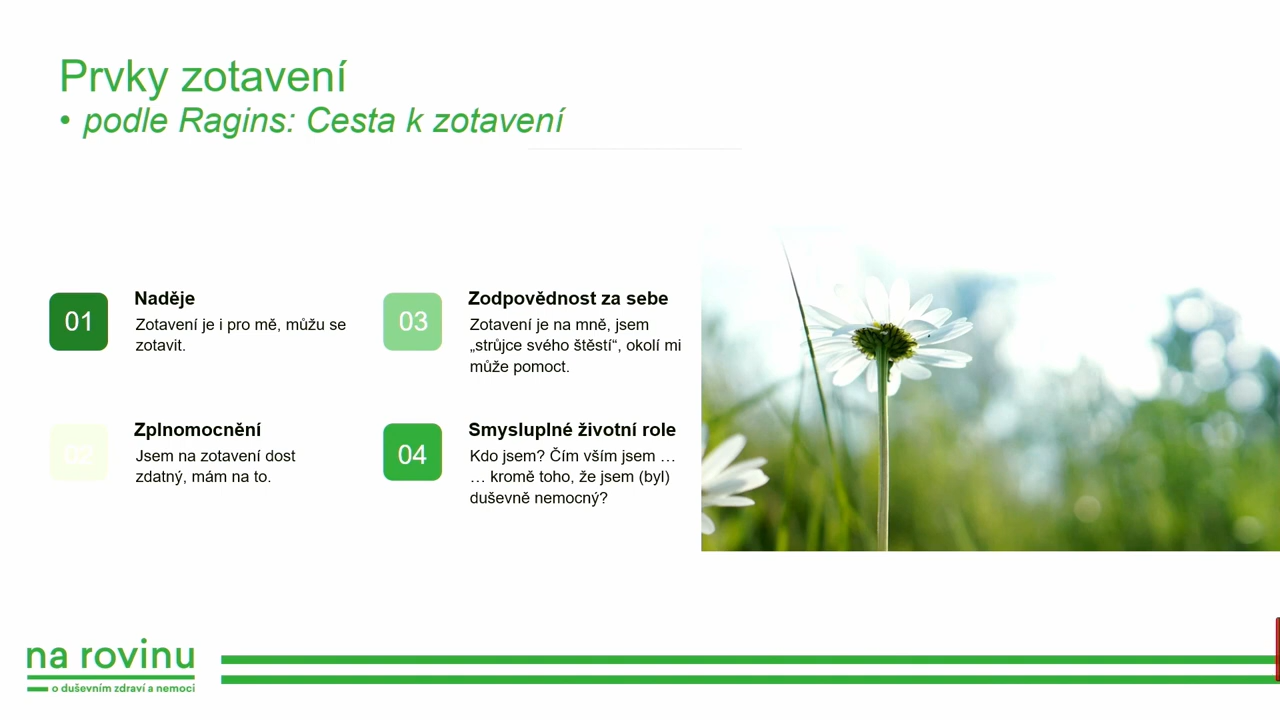 Prvky zotavení
• podle Ragins: Cesta k zotavení
01
Naděje
Zotavení je i pro mě, můžu se
zotavit.
02
Zplnomocnění
Jsem na zotavení dost
zdatný, mám na to.
03
Zodpovědnost za sebe
Zotavení je na mně, jsem
„strůjce svého štěstí“, okolí mi
může pomoct.
04
Smysluplné životní role
Kdo jsem? Čím vším jsem …
… kromě toho, že jsem (byl)
duševně nemocný?
na rovinu
o duševním zdraví a nemoci